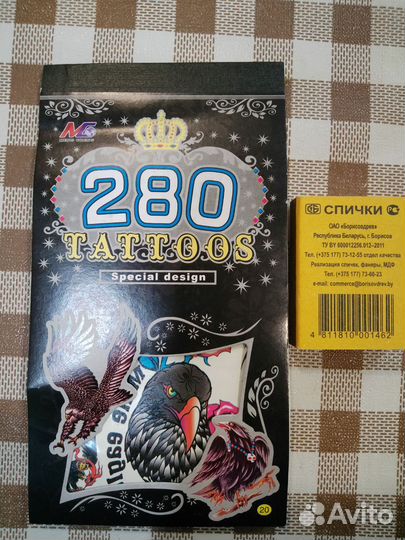 280
TATTOOS
Special design
20
СПИЧКИ
ОАО «Борисовдрев»
Республика Беларусь, г. Борисов
ТУ BY 600012256.012–2011
Тел. (+375 177) 73-12-55 отдел качества
Реализация спичек, фанеры, МДФ
Тел. (+375 177) 73-60-23
e-mail: commerce@borisovdrev.by
4 811810 001462
Avito